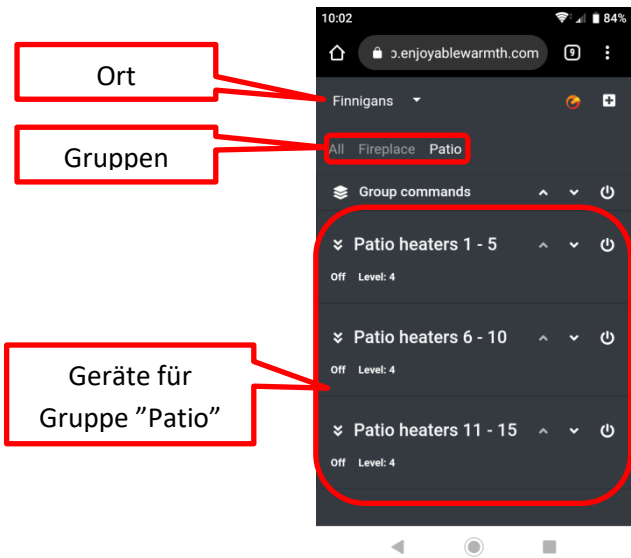 10:02
84%
ɔ.enjoyablewarmth.com
9
Ort
Finnigans
Gruppen
All Fireplace Patio
Group commands
Patio heaters 1 - 5
Off Level: 4
Patio heaters 6 - 10
Off Level: 4
Geräte für
Gruppe ”Patio”
Patio heaters 11 - 15
Off Level: 4